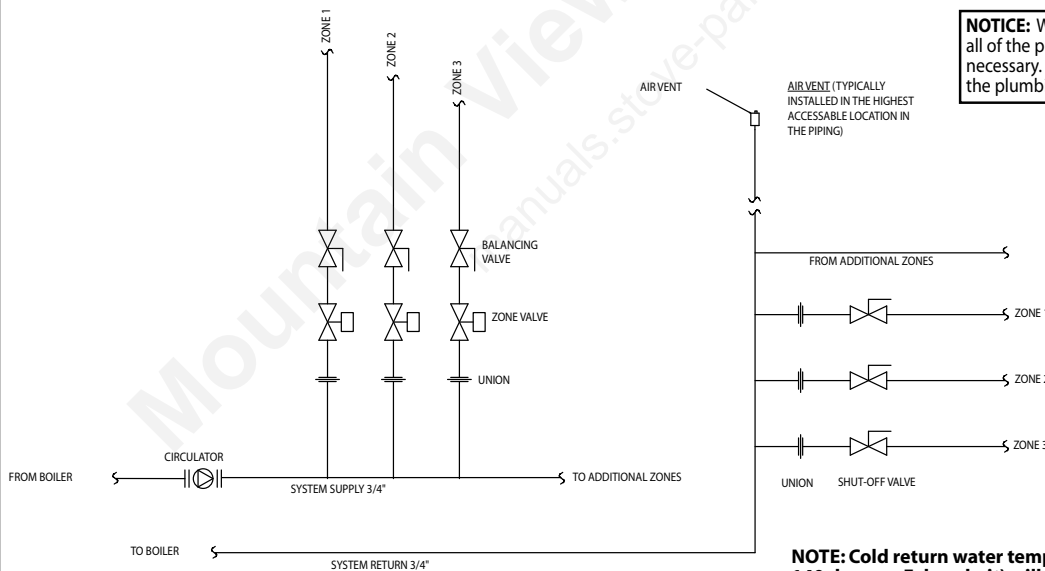 ZONE 1
ZONE 2
ZONE 3
NOTICE:
all of the
necessary.
the
AIR VENT
AIR VENT (TYPICALLY
INSTALLED IN THE HIGHEST
ACCESSABLE LOCATION IN
THE PIPING)
Mountain View
manuals.stove-
BALANCING
VALVE
ZONE VALVE
UNION
FROM ADDITIONAL ZONES
ZONE 1
ZONE 2
ZONE 3
UNION
SHUT-OFF VALVE
FROM BOILER
CIRCULATOR
SYSTEM SUPPLY 3/4"
TO ADDITIONAL ZONES
TO BOILER
SYSTEM RETURN 3/4"
NOTE: Cold return water